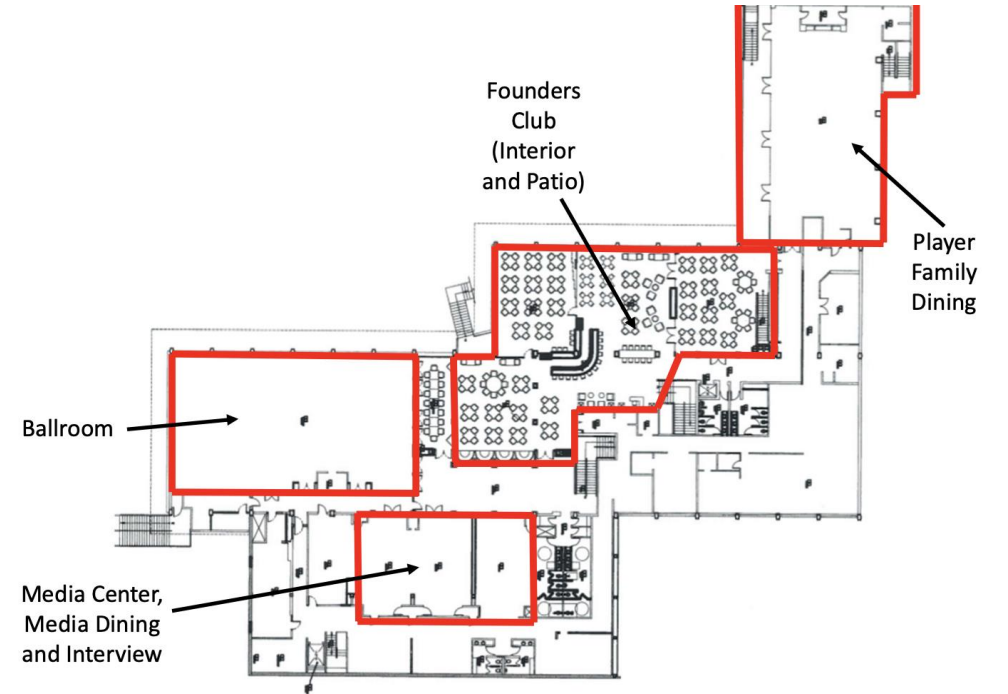 Founders
Club
(Interior
and Patio)
Player
Family
Dining
Ballroom
Media Center,
Media Dining
and Interview